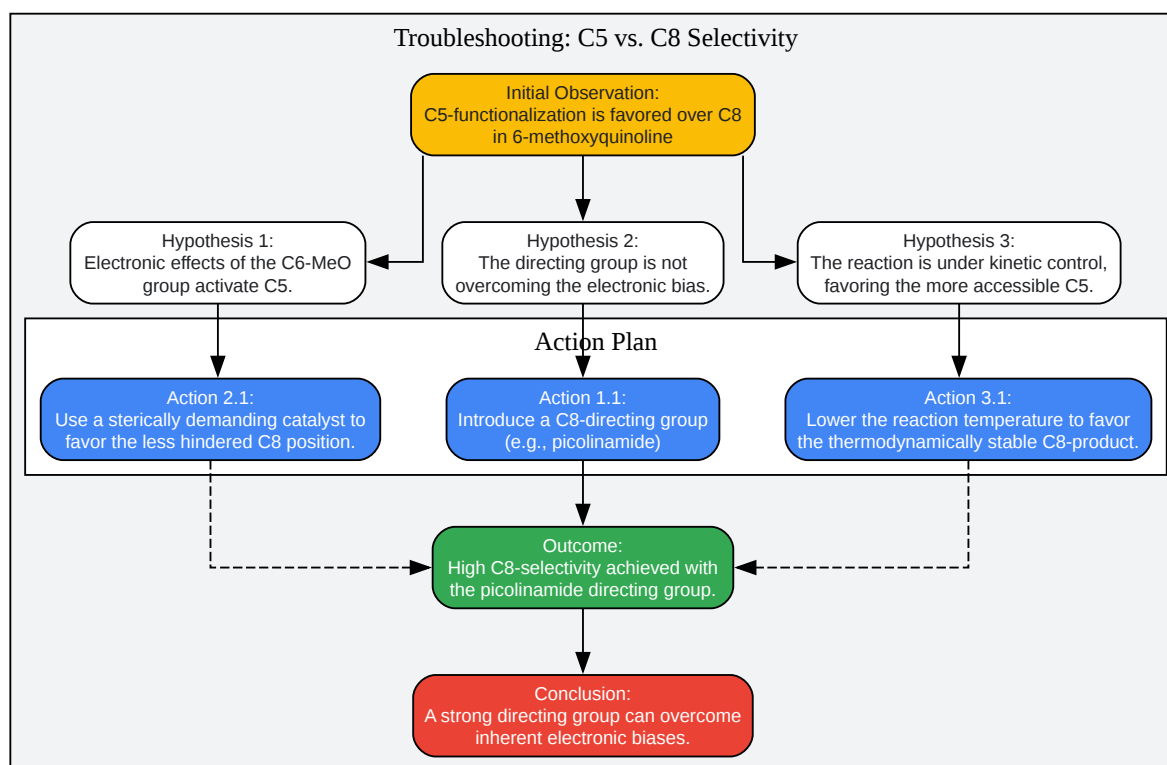 Troubleshooting: C5 vs. C8 Selectivity
Initial Observation:
C5-functionalization is favored over C8
in 6-methoxyquinoline
Hypothesis 1:
Electronic effects of the C6-MeO
group activate C5.
Hypothesis 2:
The directing group is not
overcoming the electronic bias.
Hypothesis 3:
The reaction is under kinetic control,
favoring the more accessible C5.
Action Plan
Action 2.1:
Use a sterically demanding catalyst to
favor the less hindered C8 position.
Action 1.1:
Introduce a C8-directing group
(e.g., picolinamide)
Action 3.1:
Lower the reaction temperature to favor
the thermodynamically stable C8-product.
Outcome:
High C8-selectivity achieved with
the picolinamide directing group.
Conclusion:
A strong directing group can overcome
inherent electronic biases.